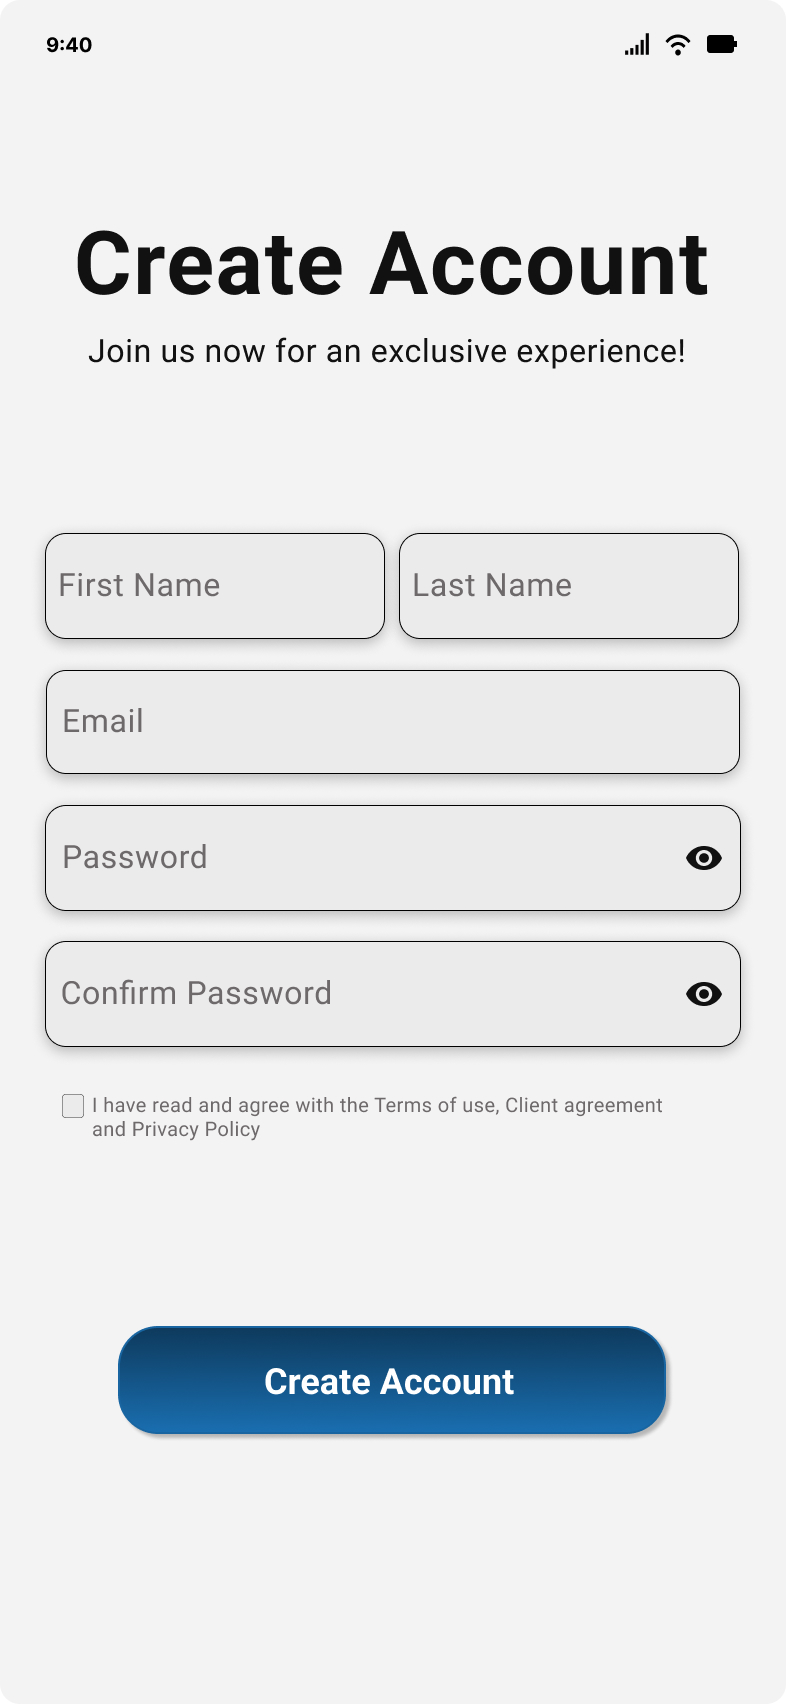 9:40
Create Account
Join us now for an exclusive experience!
First Name
Last Name
Email
Password
Confirm Password
I have read and agree with the Terms of use, Client agreement
and Privacy Policy
Create Account